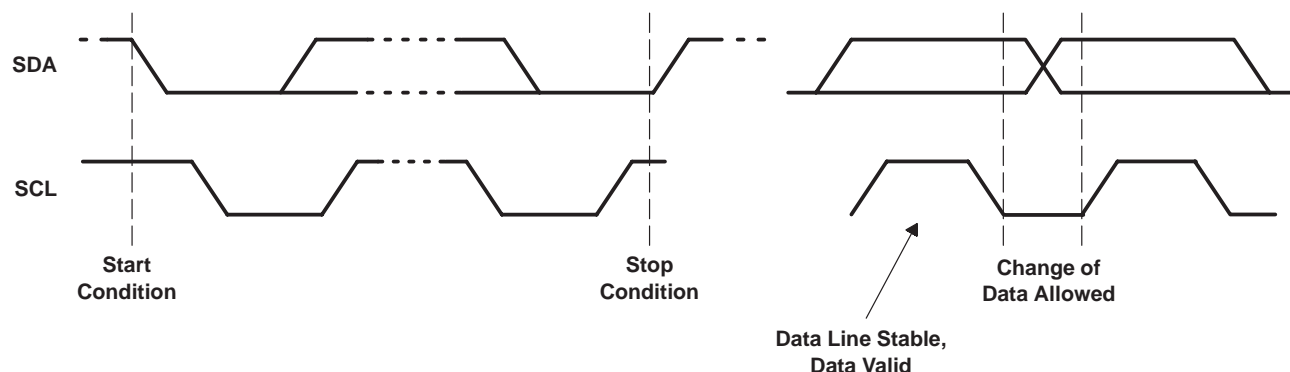 SDA
SCL
Start
Condition
Stop
Condition
Change of
Data Allowed
Data Line Stable,
Data Valid